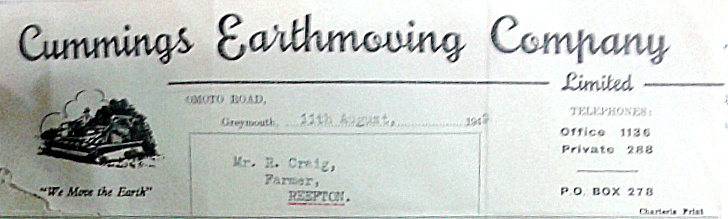 Cummings Earthmoving Company
Limited
OMOTO ROAD,
Greymouth, 11th August, 194
TELEPHONES:
Office 1136
Private 288
Mr. R. Craig,
Farmer,
REEFTON.
"We Move the Earth"
P.O. BOX 278
Charteris Print